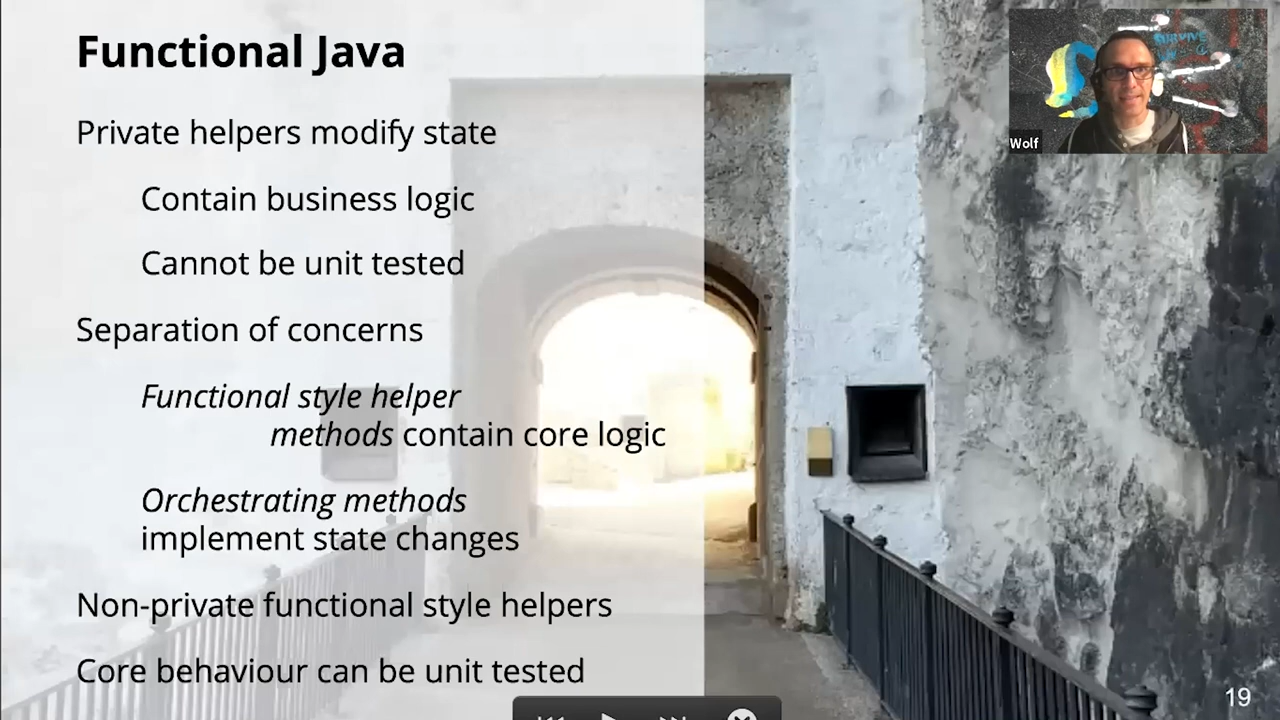 Functional Java
Private helpers modify state
Contain business logic
Cannot be unit tested
Separation of concerns
Functional style helper
methods contain core logic
Orchestrating methods
implement state changes
Non-private functional style helpers
Core behaviour can be unit tested
SURVIVE
Wolf
19